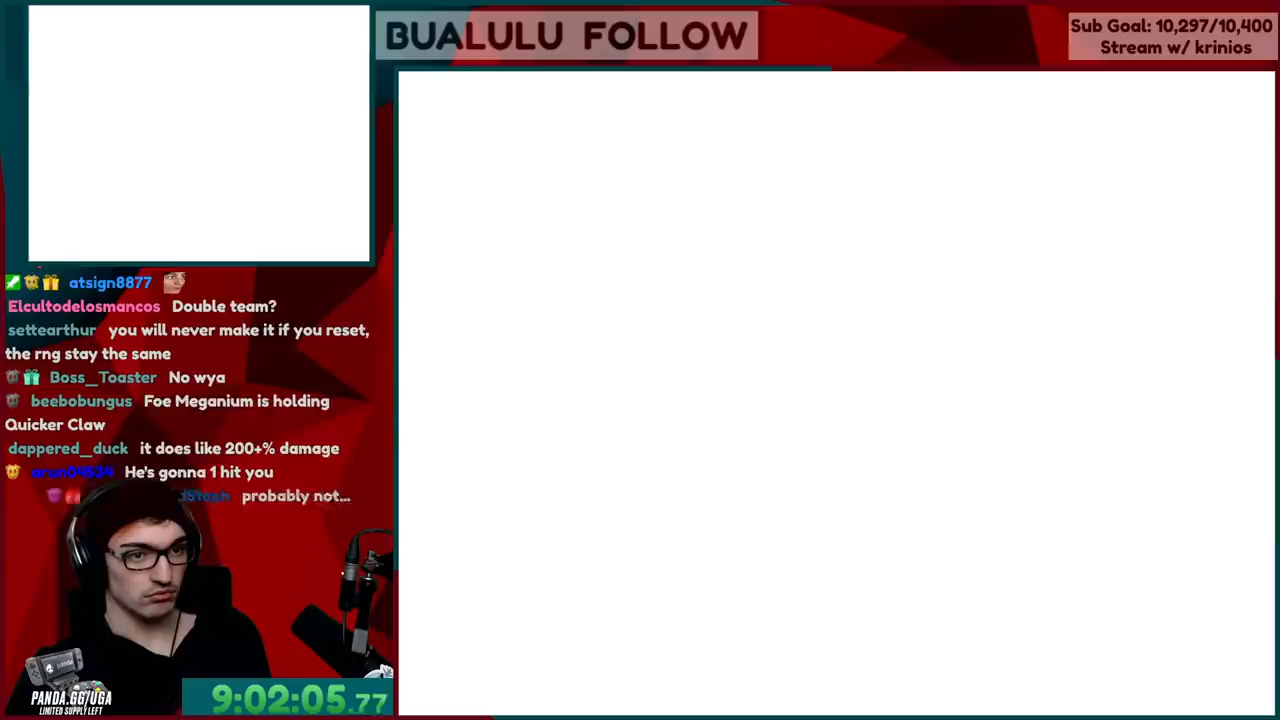 BUALULU FOLLOW
Sub Goal: 10,297/10,400
Stream w/ krinios
atsign8877
Elcultodelosmancos Double team?
settearthur you will never make it if you reset,
the rng stay the same
Boss_Toaster No wya
beebobungus Foe Meganium is holding
Quicker Claw
dappered_duck it does like 200+% damage
arun04534 He's gonna 1 hit you
probably not...
panda
PANDA.GG/UGA
LIMITED SUPPLY LEFT
9:02:05.77